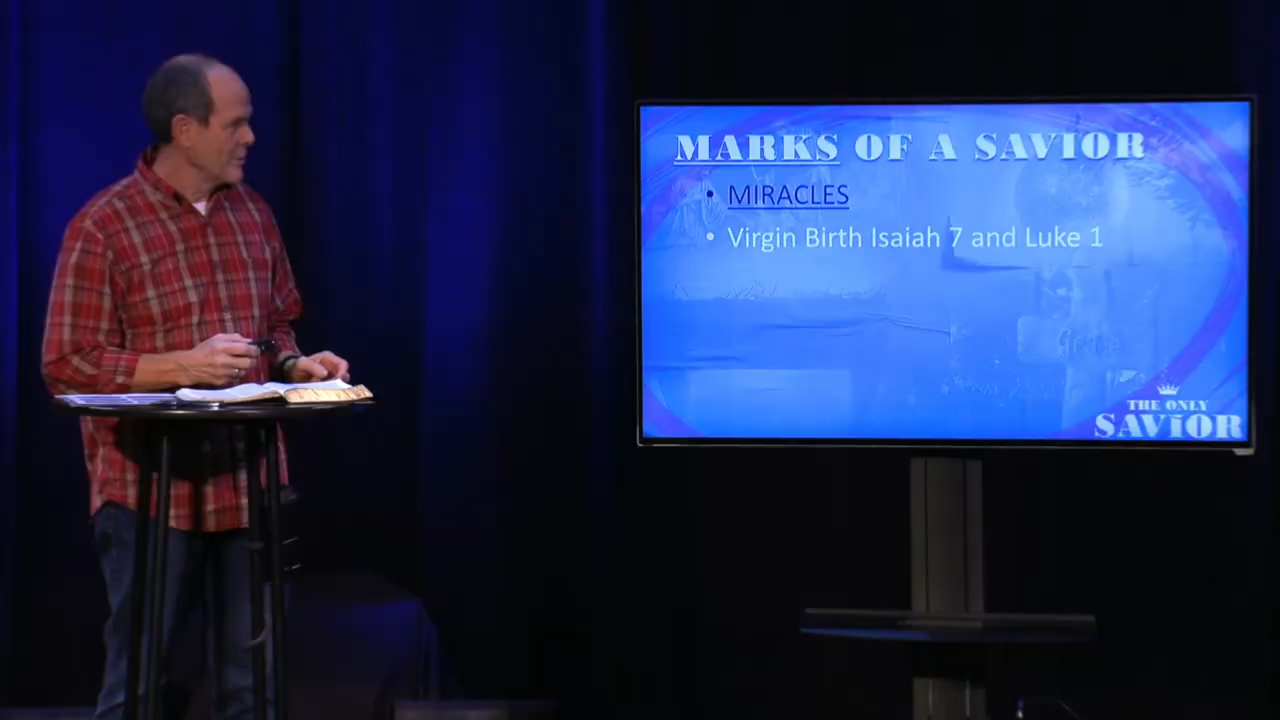 MARKS OF A SAVIOR
• MIRACLES
• Virgin Birth Isaiah 7 and Luke 1
THE ONLY
SAVIOR